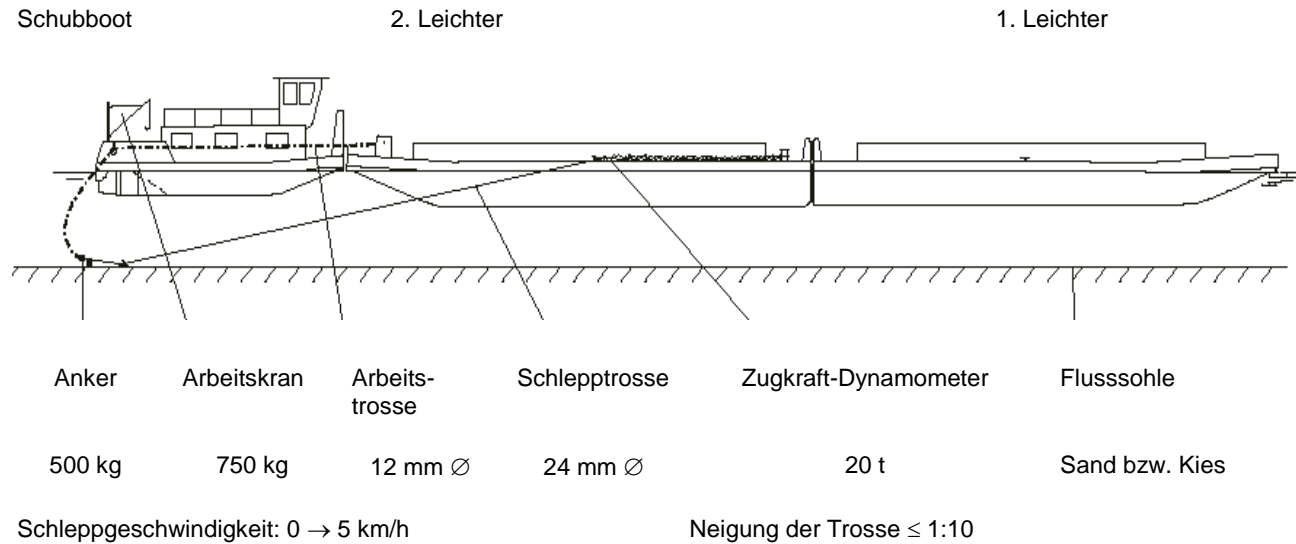 Schubboot 2. Leichter 1. Leichter
Anker Arbeitskran Arbeits- Schlepptrosse Zugkraft-Dynamometer Flusssohle
trosse
500 kg 750 kg 12 mm ∅ 24 mm ∅ 20 t Sand bzw. Kies
Schleppgeschwindigkeit: 0 → 5 km/h Neigung der Trosse ≤ 1:10